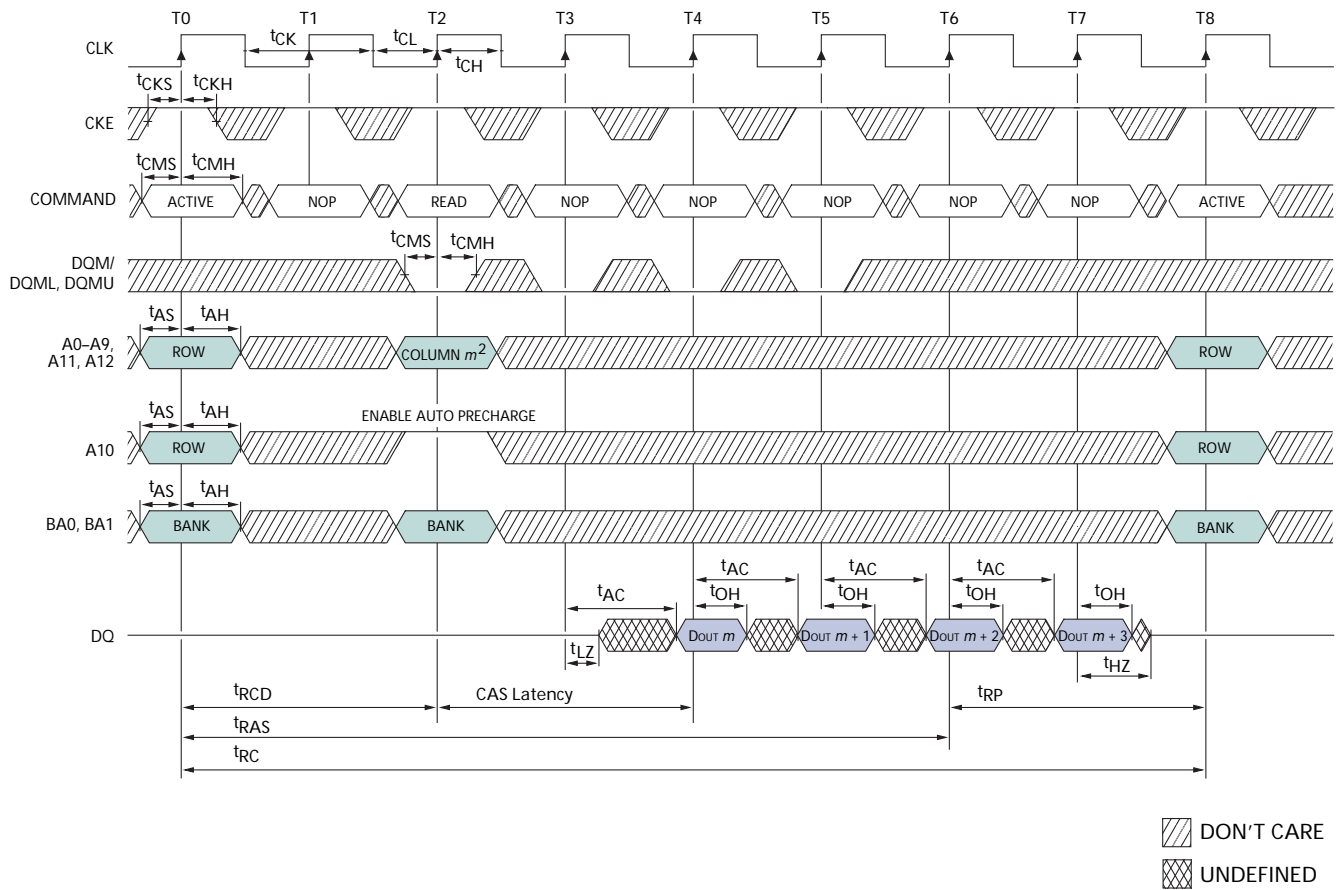 T0 T1 T2 T3 T4 T5 T6 T7 T8
CLK
tCK tCL
tCH
tCKS tCKH
CKE
tCMS tCMH
COMMAND ACTIVE NOP READ NOP NOP NOP NOP NOP ACTIVE
tCMS tCMH
DQM/
DQML, DQMU
tAS tAH
A0–A9,
A11, A12
ROW COLUMN m2 ROW
ENABLE AUTO PRECHARGE
tAS tAH
A10 ROW ROW
tAS tAH
BA0, BA1 BANK BANK BANK
tAC tAC tAC
tAC tOH tOH tOH tOH
DQ DOUT m DOUT m + 1 DOUT m + 2 DOUT m + 3
tLZ tHZ
tRCD CAS Latency tRP
tRAS
tRC
DON'T CARE
UNDEFINED